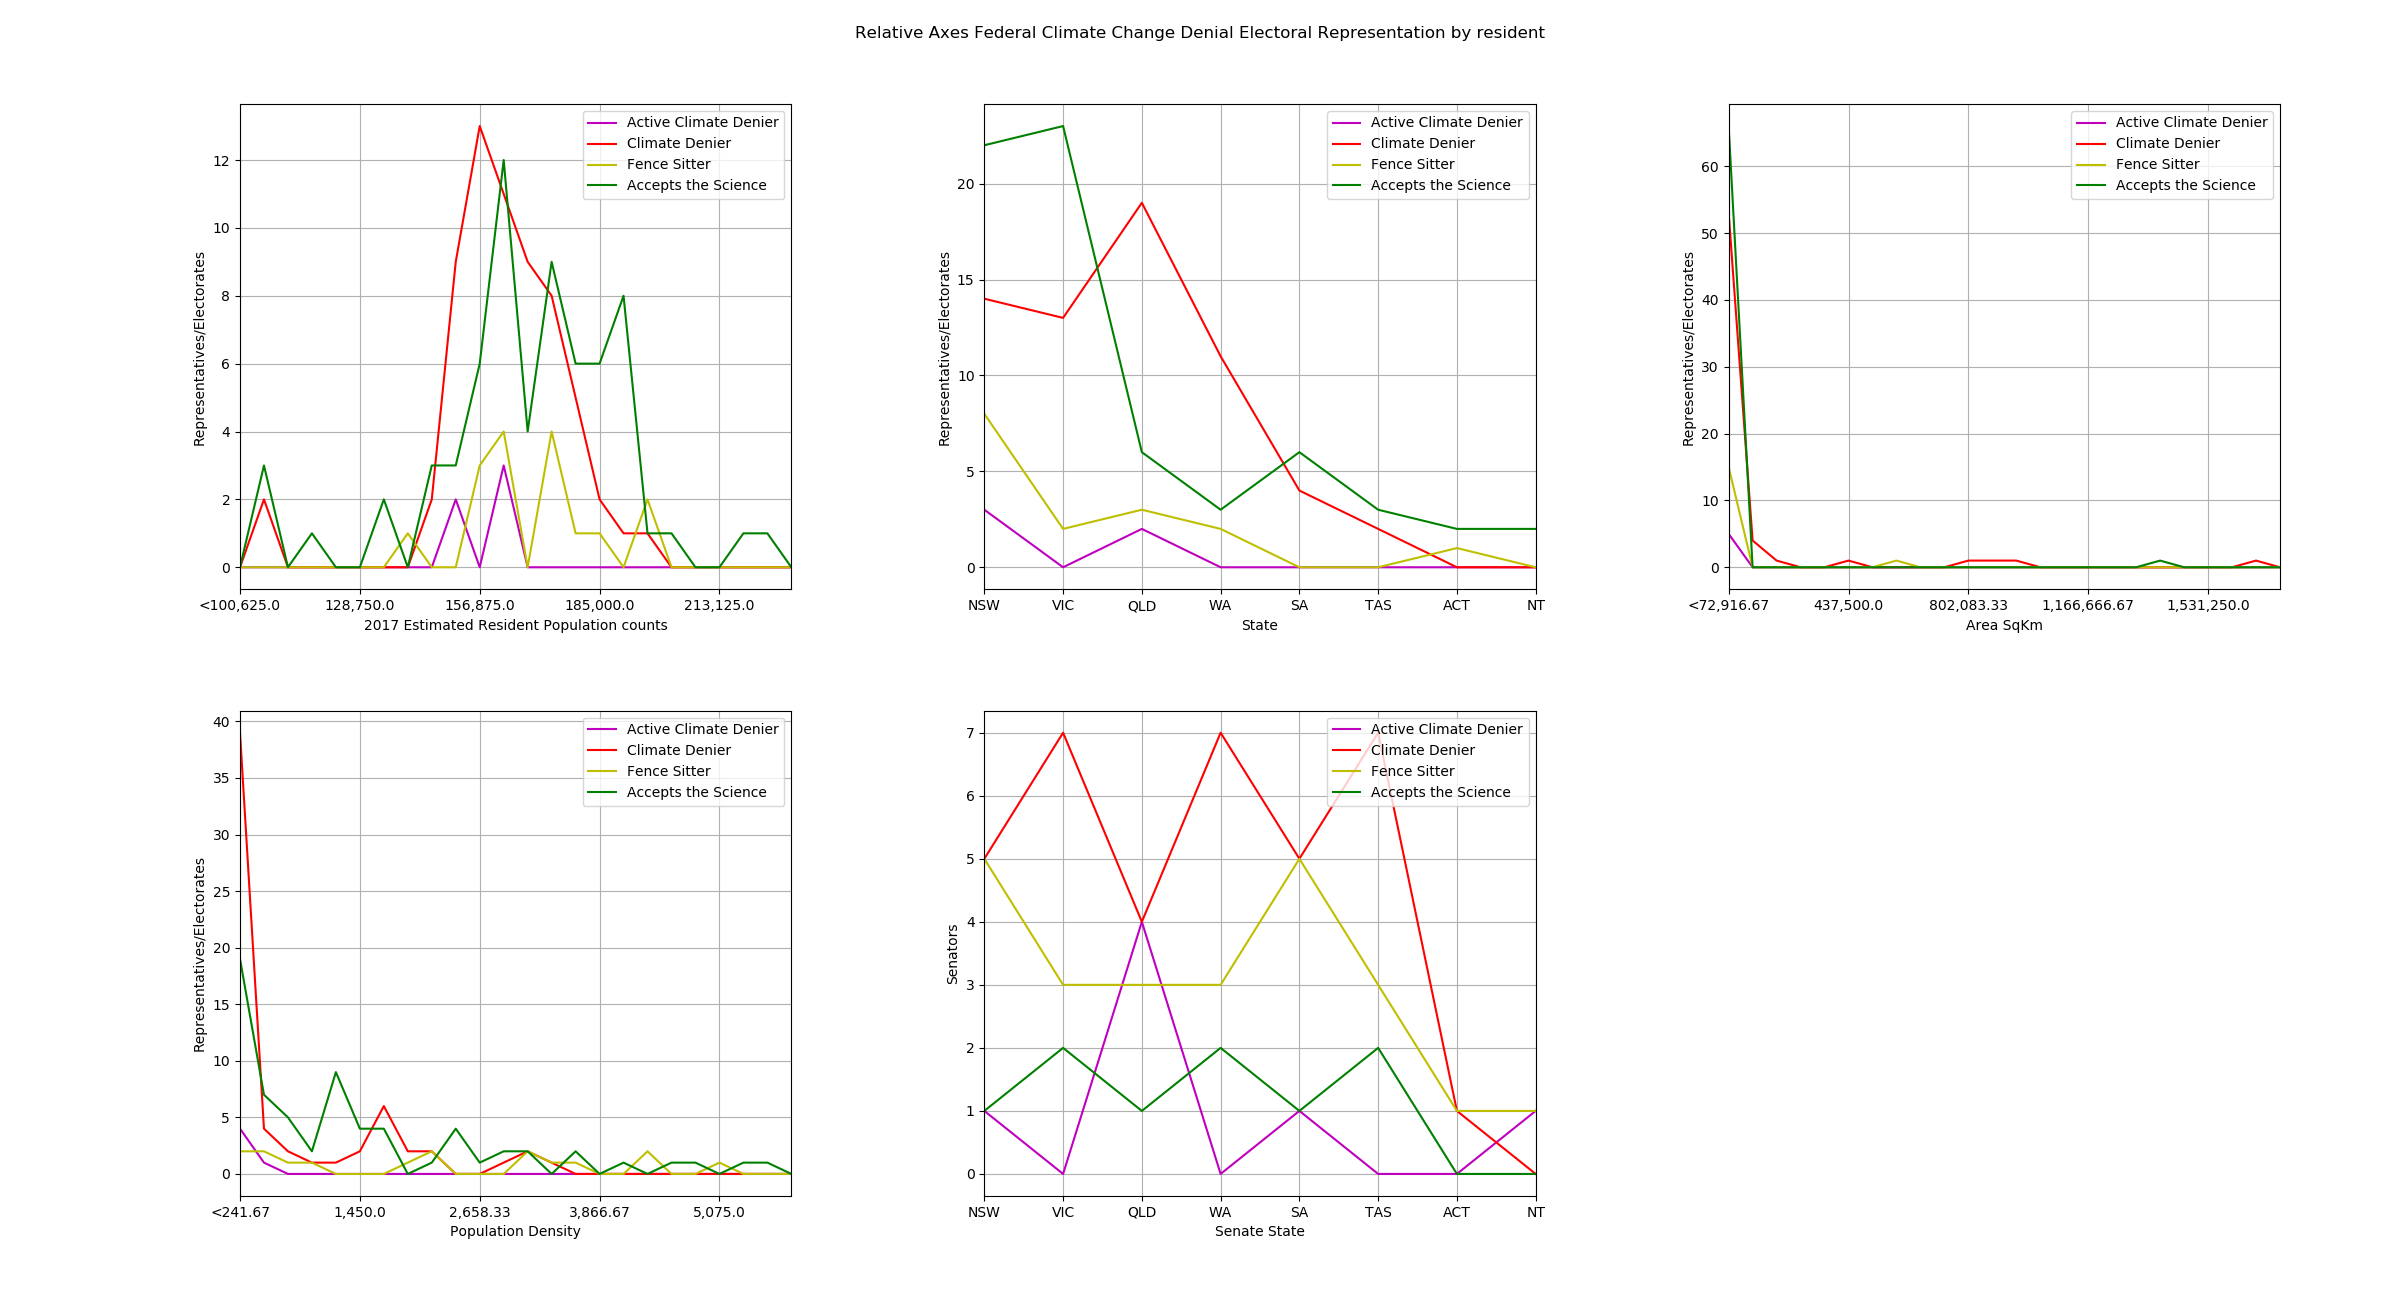 Relative Axes Federal Climate Change Denial Electoral Representation by resident
Active Climate Denier
Climate Denier
Fence Sitter
Accepts the Science
12
10
8
6
4
2
0
Representatives/Electorates
<100,625.0 128,750.0 156,875.0 185,000.0 213,125.0
2017 Estimated Resident Population counts
Active Climate Denier
Climate Denier
Fence Sitter
Accepts the Science
20
15
10
5
0
Representatives/Electorates
NSW VIC QLD WA SA TAS ACT NT
State
Active Climate Denier
Climate Denier
Fence Sitter
Accepts the Science
60
50
40
30
20
10
0
Representatives/Electorates
<72,916.67 437,500.0 802,083.33 1,166,666.67 1,531,250.0
Area SqKm
Active Climate Denier
Climate Denier
Fence Sitter
Accepts the Science
40
35
30
25
20
15
10
5
0
Representatives/Electorates
<241.67 1,450.0 2,658.33 3,866.67 5,075.0
Population Density
Active Climate Denier
Climate Denier
Fence Sitter
Accepts the Science
7
6
5
4
3
2
1
0
Senators
NSW VIC QLD WA SA TAS ACT NT
Senate State